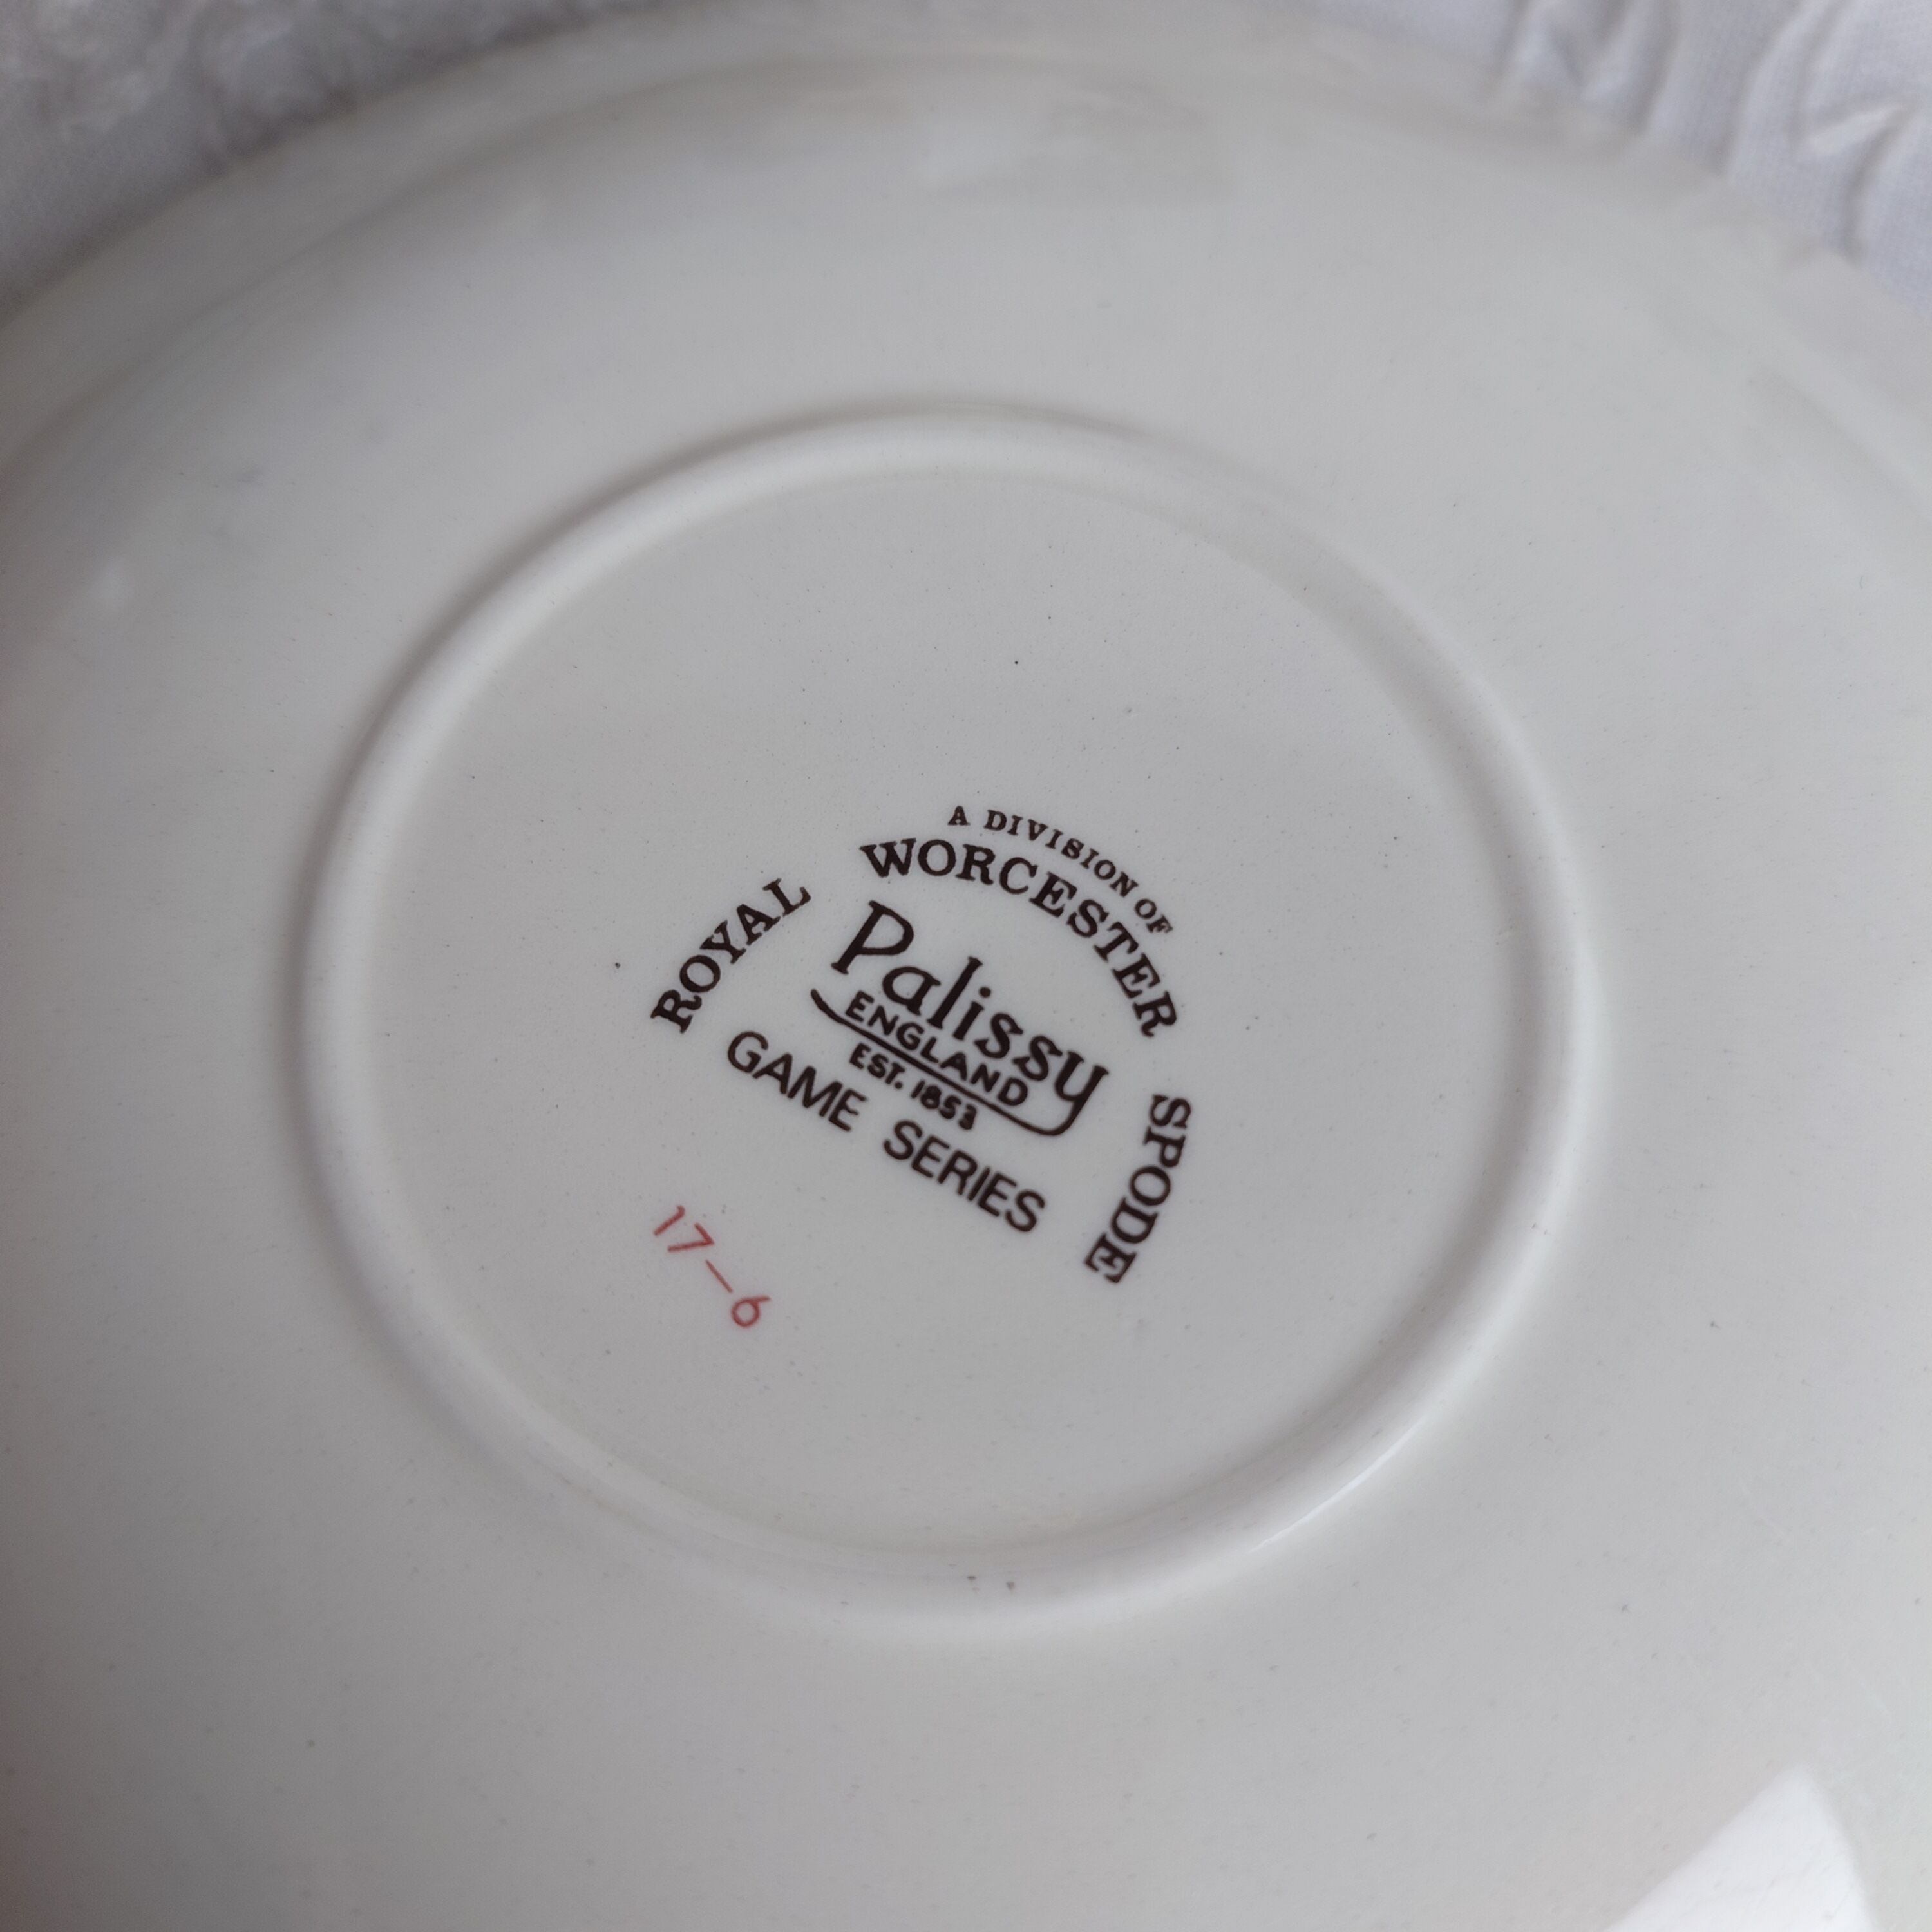 A DIVISION OF
ROYAL WORCESTER SPODE
Palissy
ENGLAND
EST. 1853
GAME SERIES
17-6